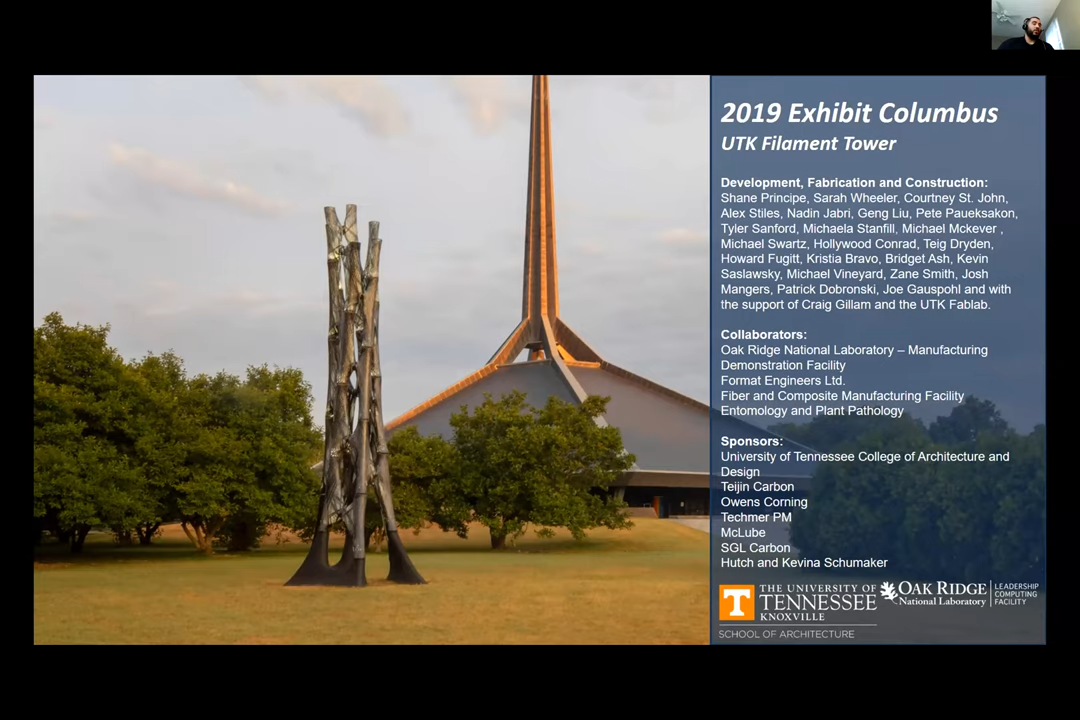 2019 Exhibit Columbus
UTK Filament Tower
Development, Fabrication and Construction:
Shane Principe, Sarah Wheeler, Courtney St. John,
Alex Stiles, Nadin Jabri, Geng Liu, Pete Paueksakon,
Tyler Sanford, Michaela Stanfill, Michael Mckever ,
Michael Swartz, Hollywood Conrad, Teig Dryden,
Howard Fugitt, Kristia Bravo, Bridget Ash, Kevin
Saslawsky, Michael Vineyard, Zane Smith, Josh
Mangers, Patrick Dobronski, Joe Gauspohl and with
the support of Craig Gillam and the UTK Fablab.
Collaborators:
Oak Ridge National Laboratory – Manufacturing
Demonstration Facility
Format Engineers Ltd.
Fiber and Composite Manufacturing Facility
Entomology and Plant Pathology
Sponsors:
University of Tennessee College of Architecture and
Design
Teijin Carbon
Owens Corning
Techmer PM
McLube
SGL Carbon
Hutch and Kevina Schumaker
T
THE UNIVERSITY OF
TENNESSEE
KNOXVILLE
SCHOOL OF ARCHITECTURE
OAK RIDGE
National Laboratory
LEADERSHIP
COMPUTING
FACILITY